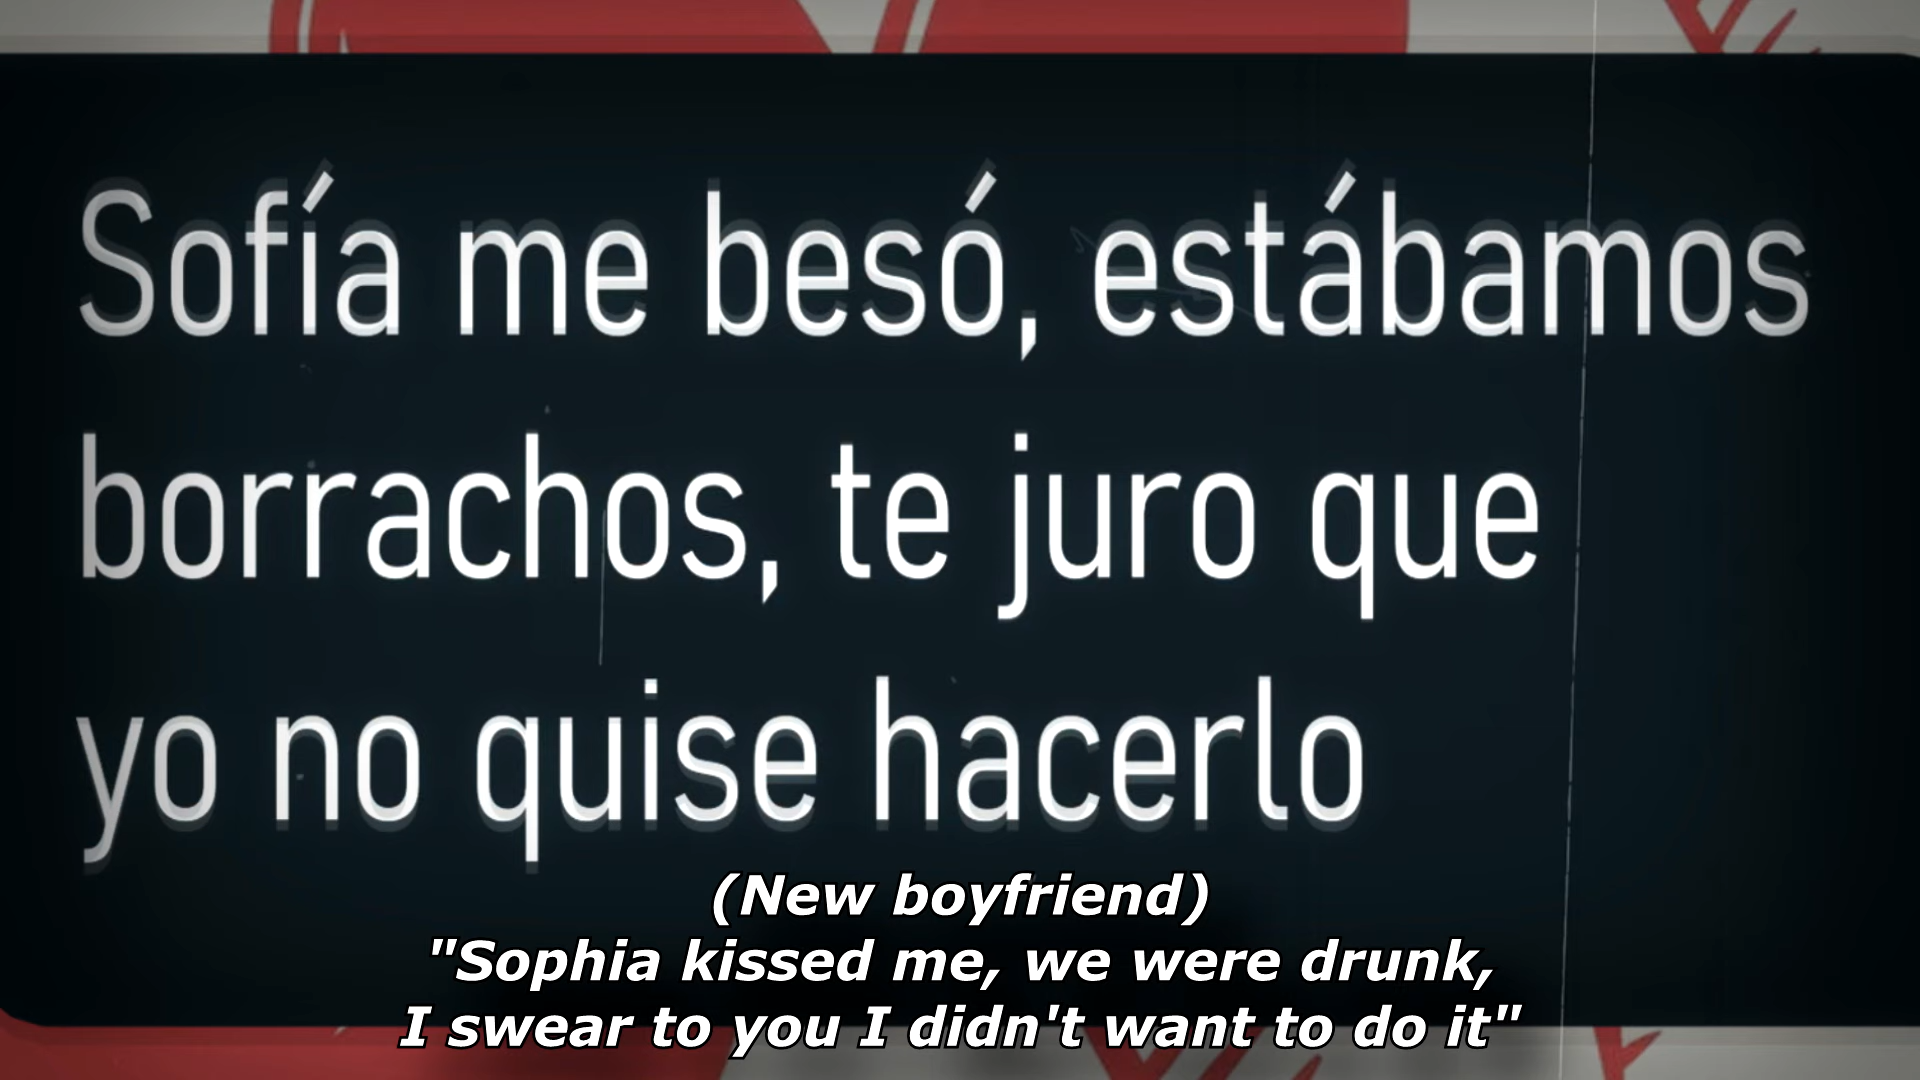 Sofía me besó, estábamos
borrachos, te juro que
yo no quise hacerlo
(New boyfriend)
"Sophia kissed me, we were drunk,
I swear to you I didn't want to do it"